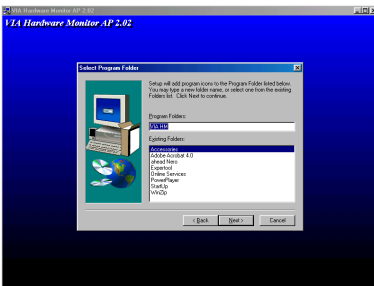 VIA Hardware Monitor AP 2.02
VIA Hardware Monitor AP 2.02
Select Program Folder
Setup will add program icons to the Program Folder listed below.
You may type a new folder name, or select one from the existing
Folders list. Click Next to continue.
Program Folders:
VIA HM
Existing Folders:
Accessories
Adobe Acrobat 4.0
ahead Nero
Expertool
Online Services
PowerPlayer
StartUp
WinZip
< Back
Next >
Cancel